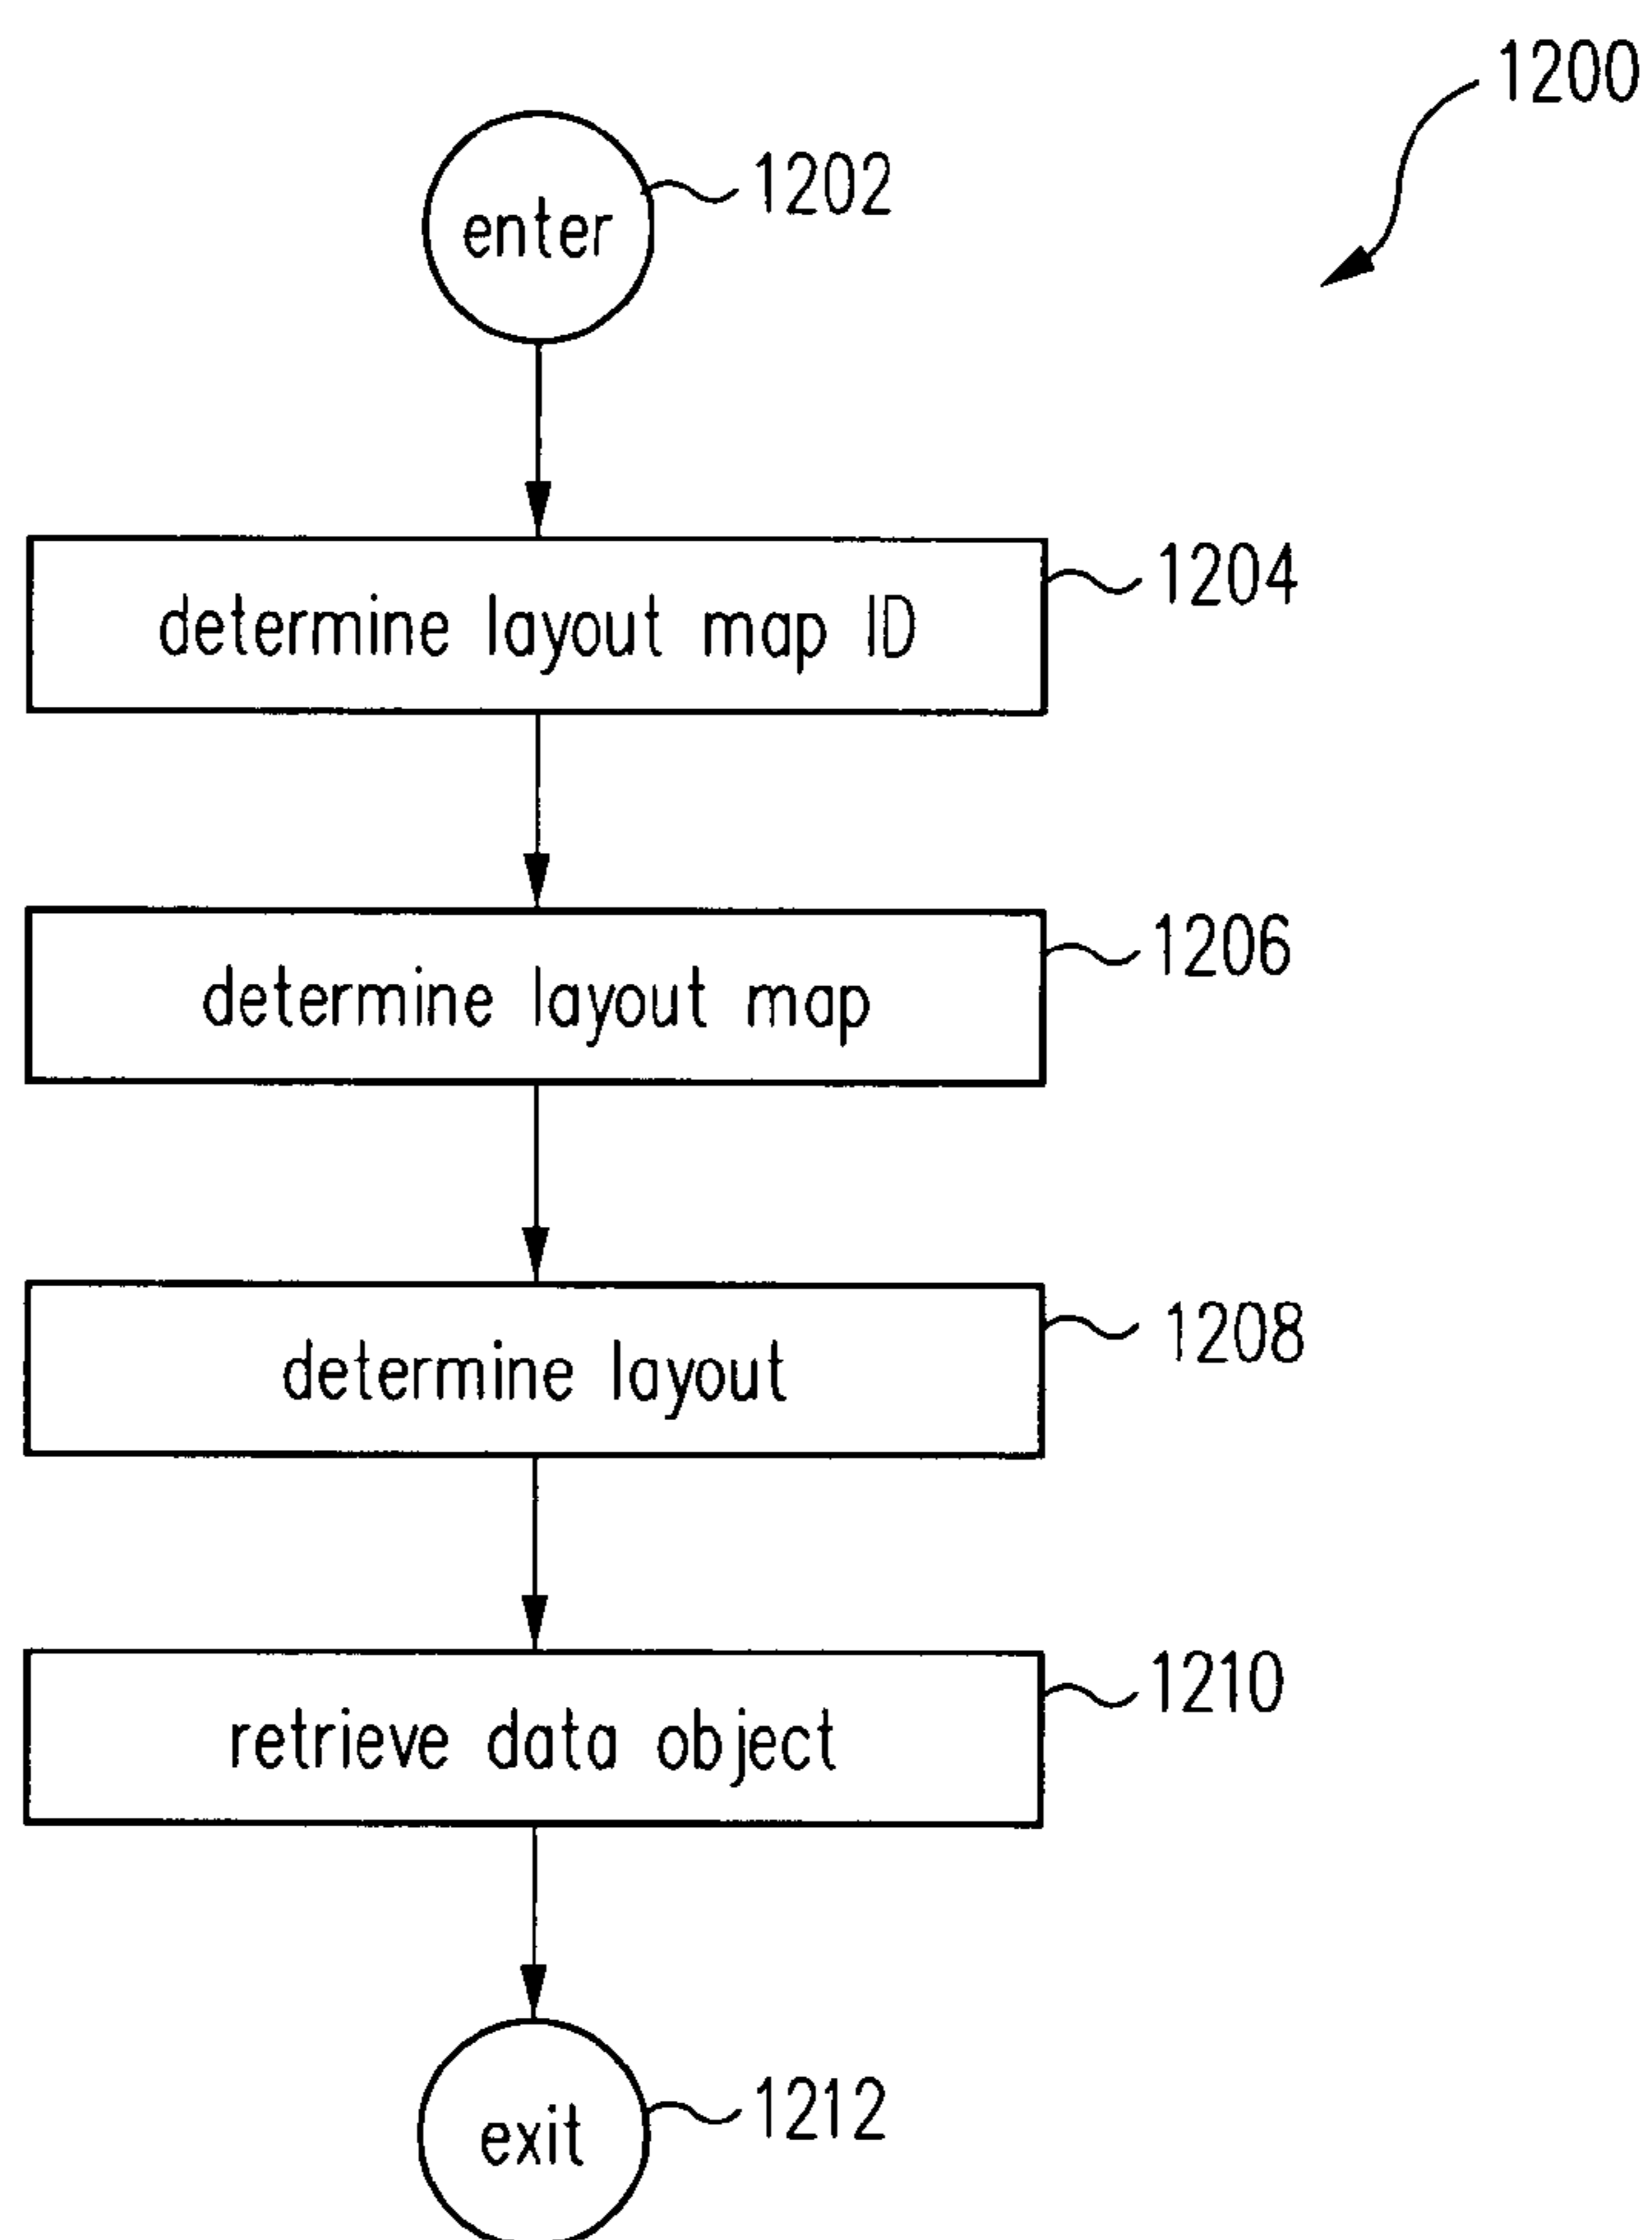 1200
enter
1202
determine layout map ID
1204
determine layout map
1206
determine layout
1208
retrieve data object
1210
exit
1212